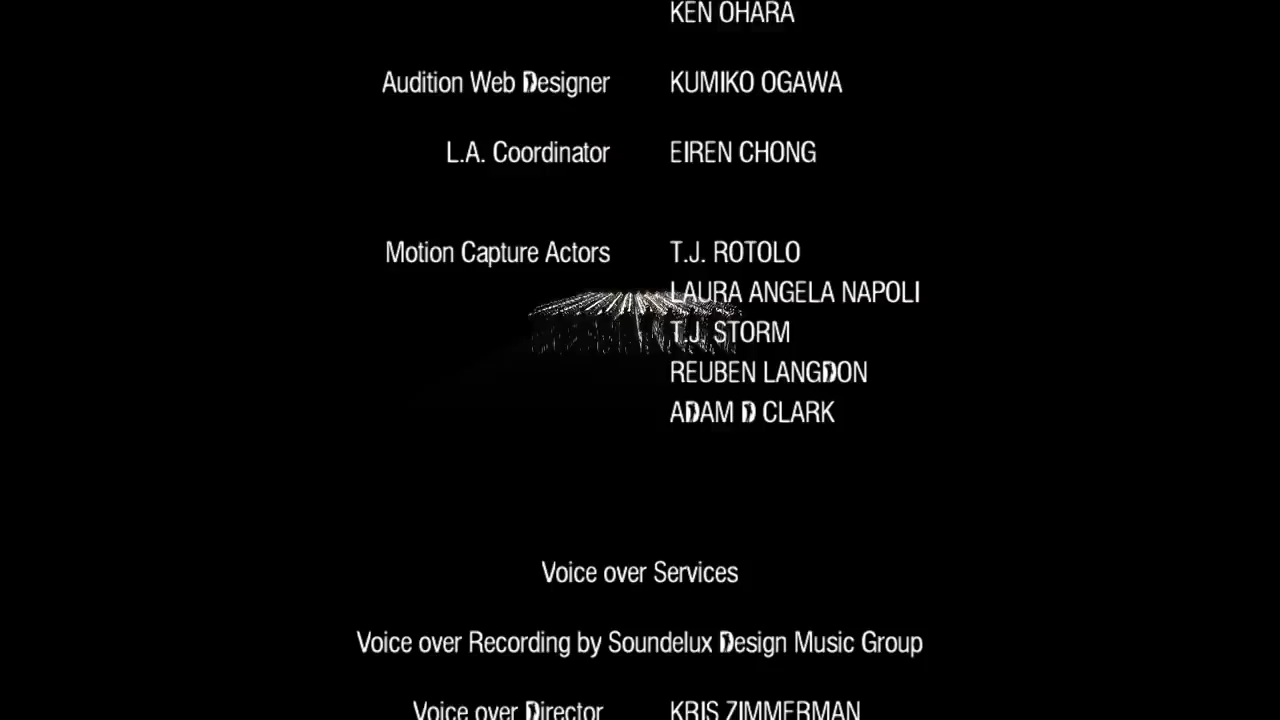 KEN OHARA
Audition Web Designer KUMIKO OGAWA
L.A. Coordinator EIREN CHONG
Motion Capture Actors T.J. ROTOLO
LAURA ANGELA NAPOLI
T.J. STORM
REUBEN LANGDON
ADAM D CLARK
Voice over Services
Voice over Recording by Soundelux Design Music Group
Voice over Director KRIS ZIMMERMAN